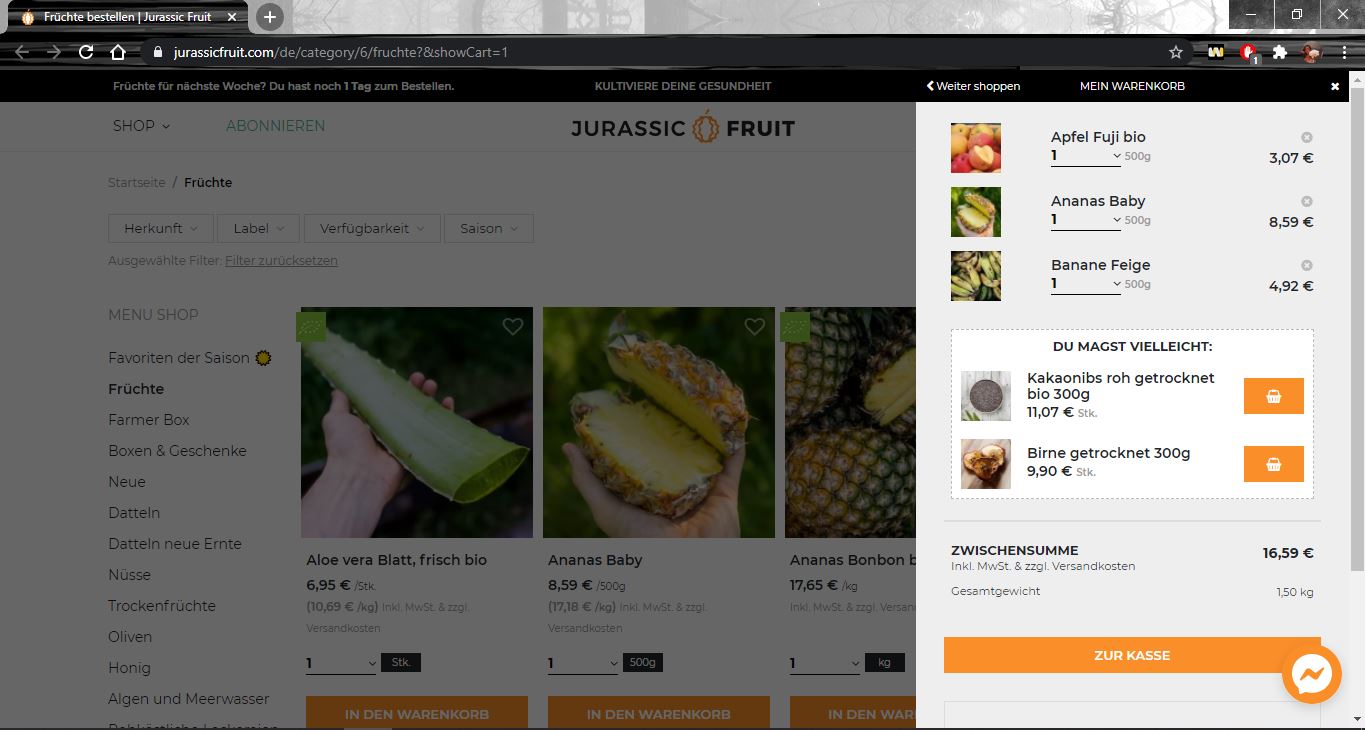 Früchte bestellen | Jurassic Fruit
jurassicfruit.com/de/category/6/fruchte?&showCart=1
1
Früchte für nächste Woche? Du hast noch 1 Tag zum Bestellen.
KULTIVIERE DEINE GESUNDHEIT
SHOP
ABONNIEREN
JURASSIC FRUIT
Startseite / Früchte
Herkunft
Label
Verfügbarkeit
Saison
Ausgewählte Filter: Filter zurücksetzen
MENU SHOP
Favoriten der Saison
Früchte
Farmer Box
Boxen & Geschenke
Neue
Datteln
Datteln neue Ernte
Nüsse
Trockenfrüchte
Oliven
Honig
Algen und Meerwasser
Rohköstliche Leckereien
Aloe vera Blatt, frisch bio
6,95 € /Stk.
(10,69 € /kg) Inkl. MwSt. & zzgl.
Versandkosten
1 Stk.
IN DEN WARENKORB
Ananas Baby
8,59 € /500g
(17,18 € /kg) Inkl. MwSt. & zzgl.
Versandkosten
1 500g
IN DEN WARENKORB
Ananas Bonbon b
17,65 € /kg
Inkl. MwSt. & zzgl. Versan
1 kg
IN DEN WAR
Weiter shoppen
MEIN WARENKORB
Apfel Fuji bio
1 500g
3,07 €
Ananas Baby
1 500g
8,59 €
Banane Feige
1 500g
4,92 €
DU MAGST VIELLEICHT:
Kakaonibs roh getrocknet
bio 300g
11,07 € Stk.
Birne getrocknet 300g
9,90 € Stk.
ZWISCHENSUMME
16,59 €
Inkl. MwSt. & zzgl. Versandkosten
Gesamtgewicht
1,50 kg
ZUR KASSE